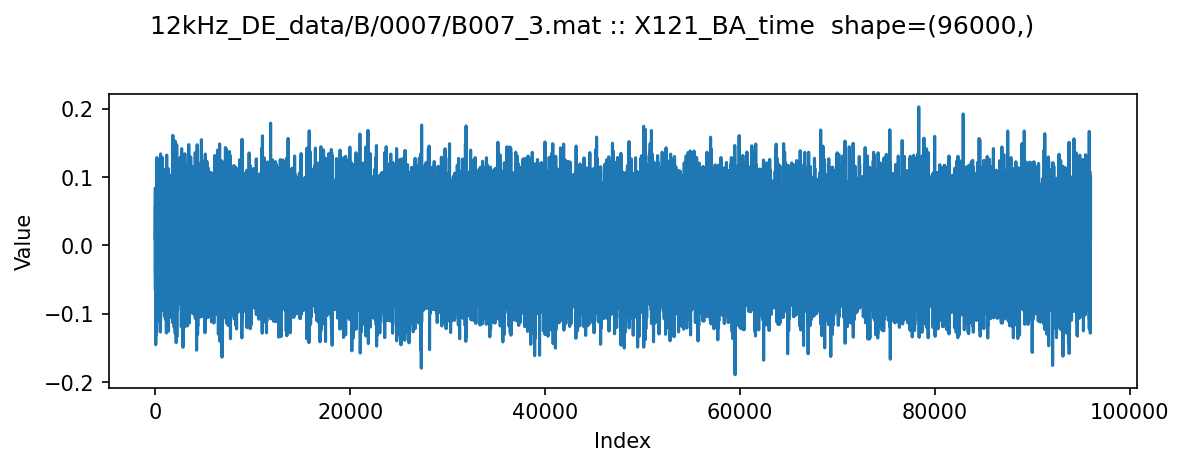 12kHz_DE_data/B/0007/B007_3.mat :: X121_BA_time  shape=(96000,)
0.2
0.1
0.0
−0.1
−0.2
Value
0 20000 40000 60000 80000 100000
Index